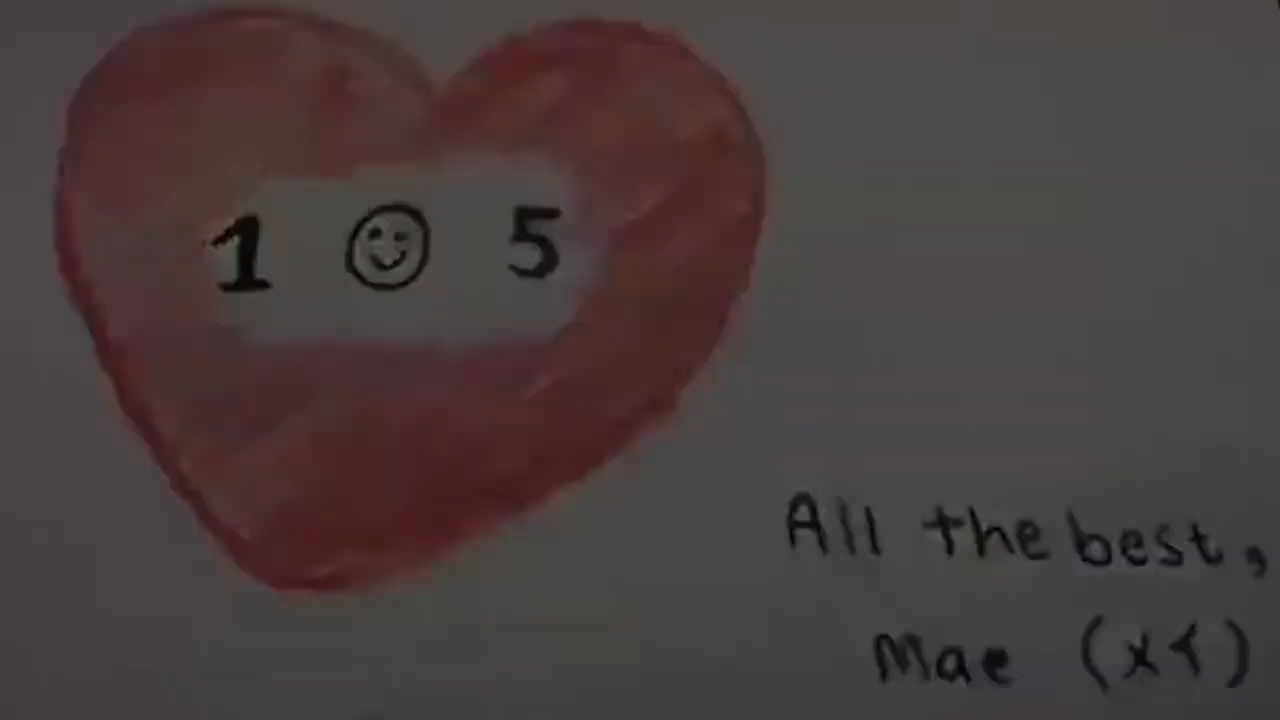 1 ☺ 5
All the best,
Mae (x<)